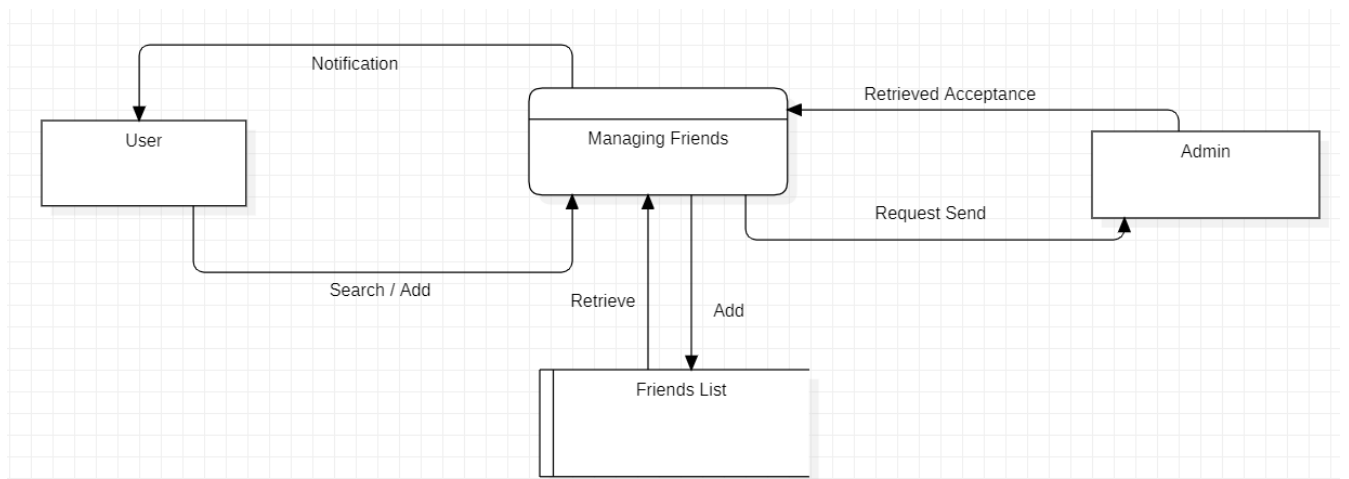 Notification
Retrieved Acceptance
User
Managing Friends
Admin
Request Send
Search / Add
Retrieve
Add
Friends List